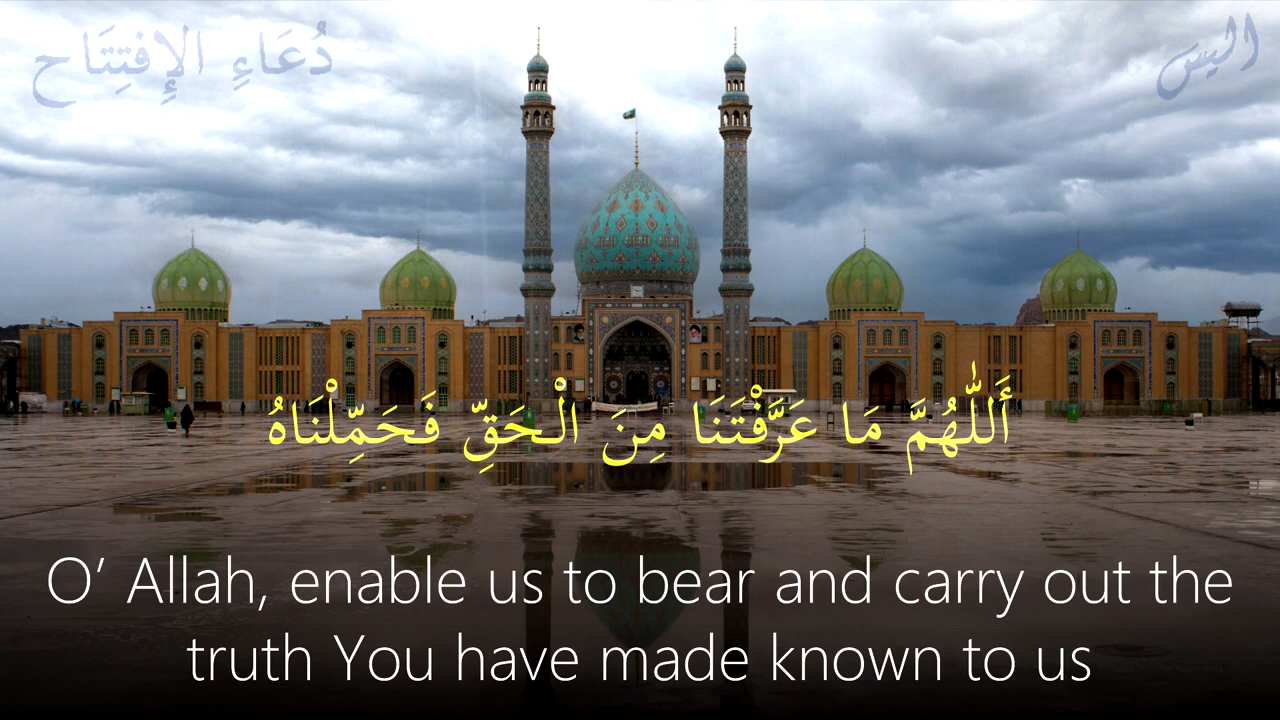 دُعَاءِ الإِفتِتَاح
اليس
أَللّٰهُمَّ مَا عَرَّفْتَنَا مِنَ الْحَقِّ فَحَمِّلْنَاهُ
O’ Allah, enable us to bear and carry out the
truth You have made known to us